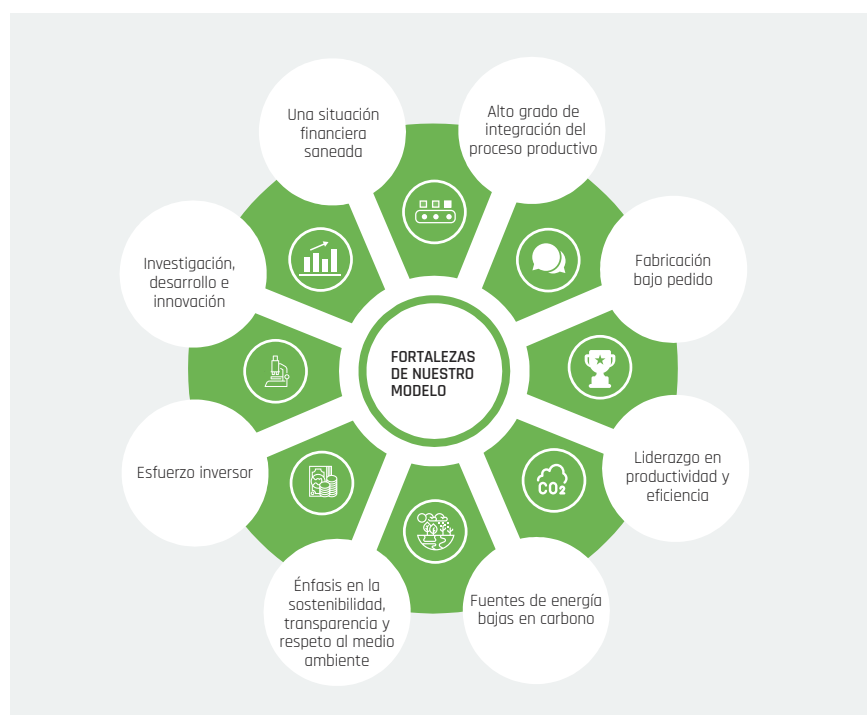 Una situación
financiera
saneada
Alto grado de
integración del
proceso productivo
Fabricación
bajo pedido
Liderazgo en
productividad y
eficiencia
Fuentes de energía
bajas en carbono
Énfasis en la
sostenibilidad,
transparencia y
respeto al medio
ambiente
Esfuerzo inversor
Investigación,
desarrollo e
innovación
FORTALEZAS
DE NUESTRO
MODELO
CO2